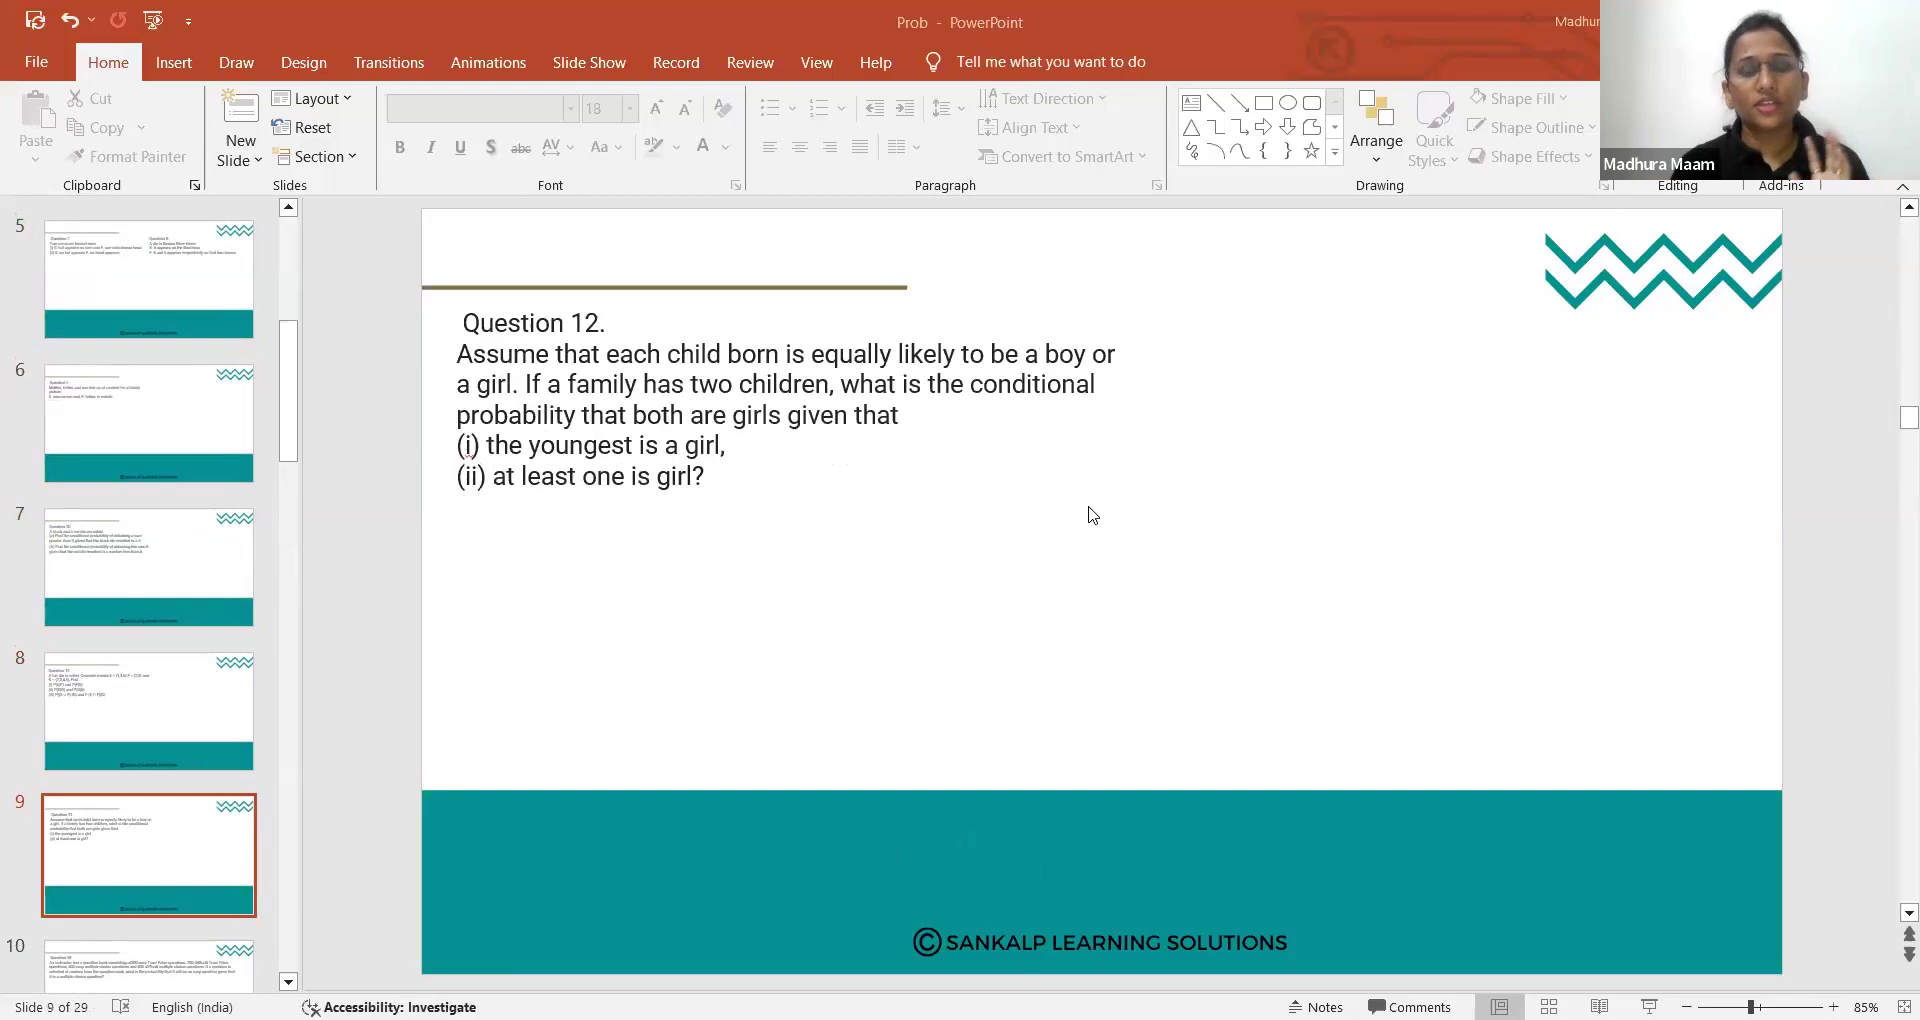 Prob - PowerPoint
Madhur
File Home Insert Draw Design Transitions Animations Slide Show Record Review View Help Tell me what you want to do
Paste
Cut
Copy
Format Painter
Clipboard
New
Slide
Layout
Reset
Section
Slides
18
B I U S abc AV Aa A
Font
Text Direction
Align Text
Convert to SmartArt
Paragraph
Arrange
Quick
Styles
Shape Fill
Shape Outline
Shape Effects
Drawing
Editing
Add-ins
Madhura Maam
5
6
7
8
9
10
Question 12.
Assume that each child born is equally likely to be a boy or
a girl. If a family has two children, what is the conditional
probability that both are girls given that
(i) the youngest is a girl,
(ii) at least one is girl?
© SANKALP LEARNING SOLUTIONS
Slide 9 of 29 English (India) Accessibility: Investigate Notes Comments 85%